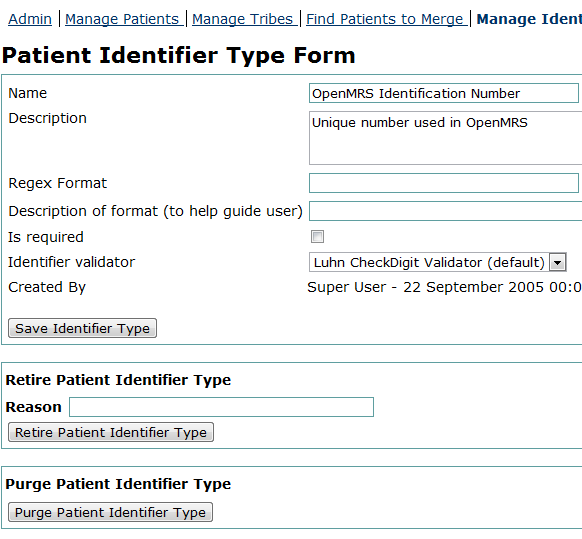 Admin Manage Patients Manage Tribes Find Patients to Merge Manage Ident
Patient Identifier Type Form
Name OpenMRS Identification Number
Description Unique number used in OpenMRS
Regex Format
Description of format (to help guide user)
Is required
Identifier validator Luhn CheckDigit Validator (default)
Created By Super User - 22 September 2005 00:0
Save Identifier Type
Retire Patient Identifier Type
Reason
Retire Patient Identifier Type
Purge Patient Identifier Type
Purge Patient Identifier Type